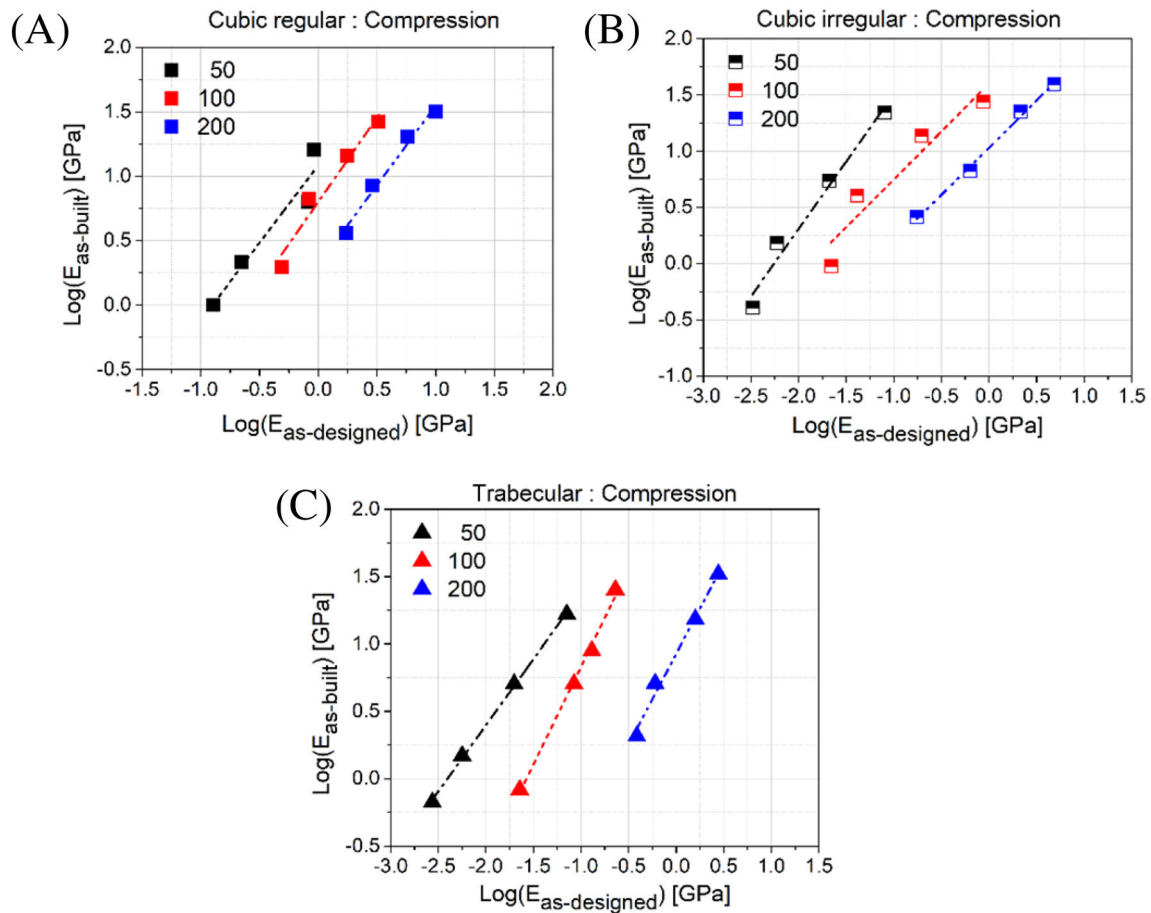 (A)
Cubic regular : Compression
50
100
200
2.0
1.5
1.0
0.5
0.0
-0.5
-1.5 -1.0 -0.5 0.0 0.5 1.0 1.5 2.0
Log(E as-built) [GPa]
Log(E as-designed) [GPa]
(B)
Cubic irregular : Compression
50
100
200
2.0
1.5
1.0
0.5
0.0
-0.5
-1.0
-3.0 -2.5 -2.0 -1.5 -1.0 -0.5 0.0 0.5 1.0 1.5
Log(E as-built) [GPa]
Log(E as-designed) [GPa]
(C)
Trabecular : Compression
50
100
200
2.0
1.5
1.0
0.5
0.0
-0.5
-3.0 -2.5 -2.0 -1.5 -1.0 -0.5 0.0 0.5 1.0 1.5
Log(E as-built) [GPa]
Log(E as-designed) [GPa]